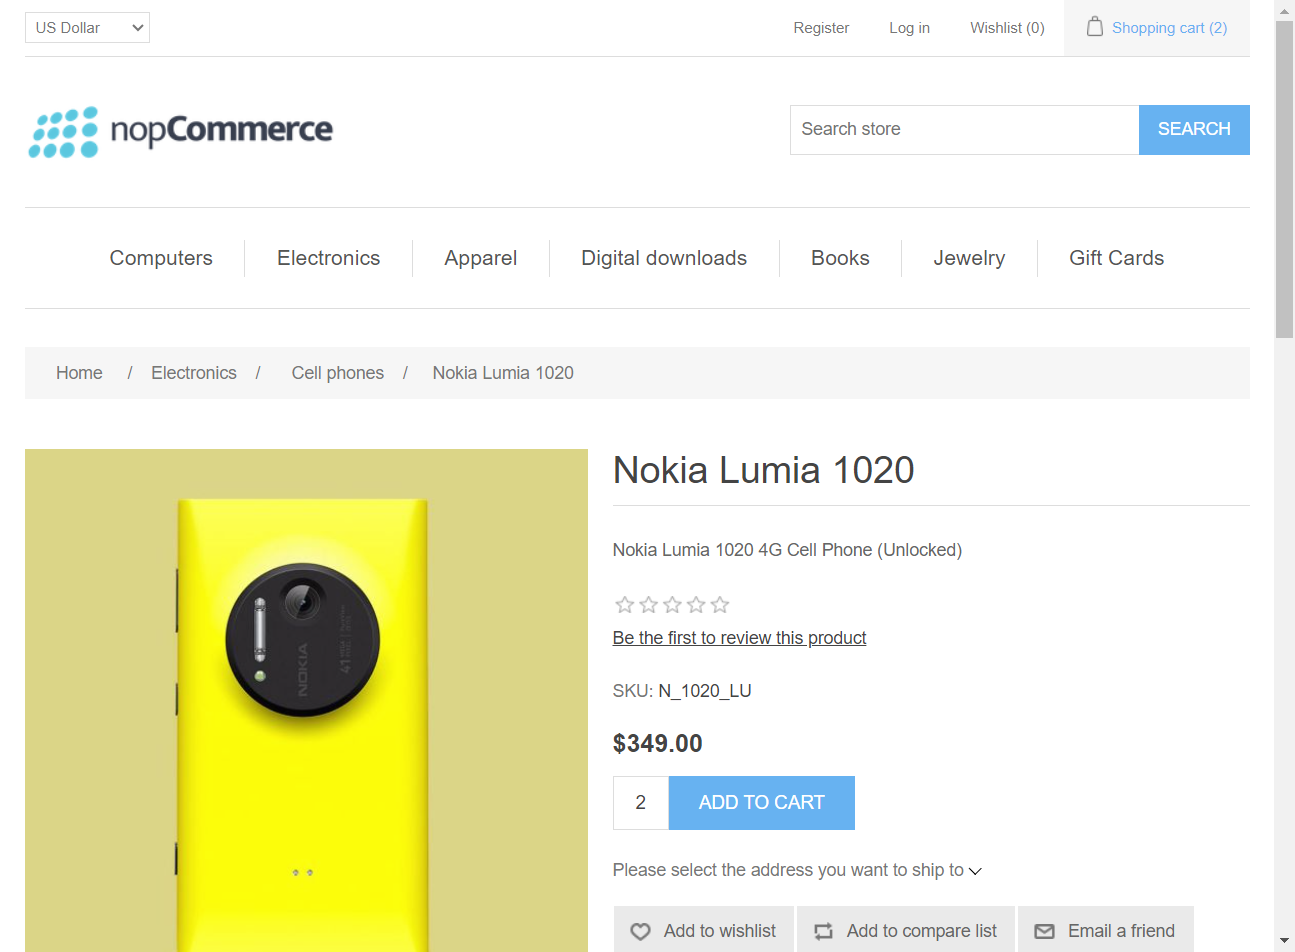 US Dollar
Register
Log in
Wishlist (0)
Shopping cart (2)
nopCommerce
Search store
SEARCH
Computers
Electronics
Apparel
Digital downloads
Books
Jewelry
Gift Cards
Home / Electronics / Cell phones / Nokia Lumia 1020
Nokia Lumia 1020
Nokia Lumia 1020 4G Cell Phone (Unlocked)
Be the first to review this product
SKU: N_1020_LU
$349.00
2
ADD TO CART
Please select the address you want to ship to
Add to wishlist
Add to compare list
Email a friend
NOKIA
41